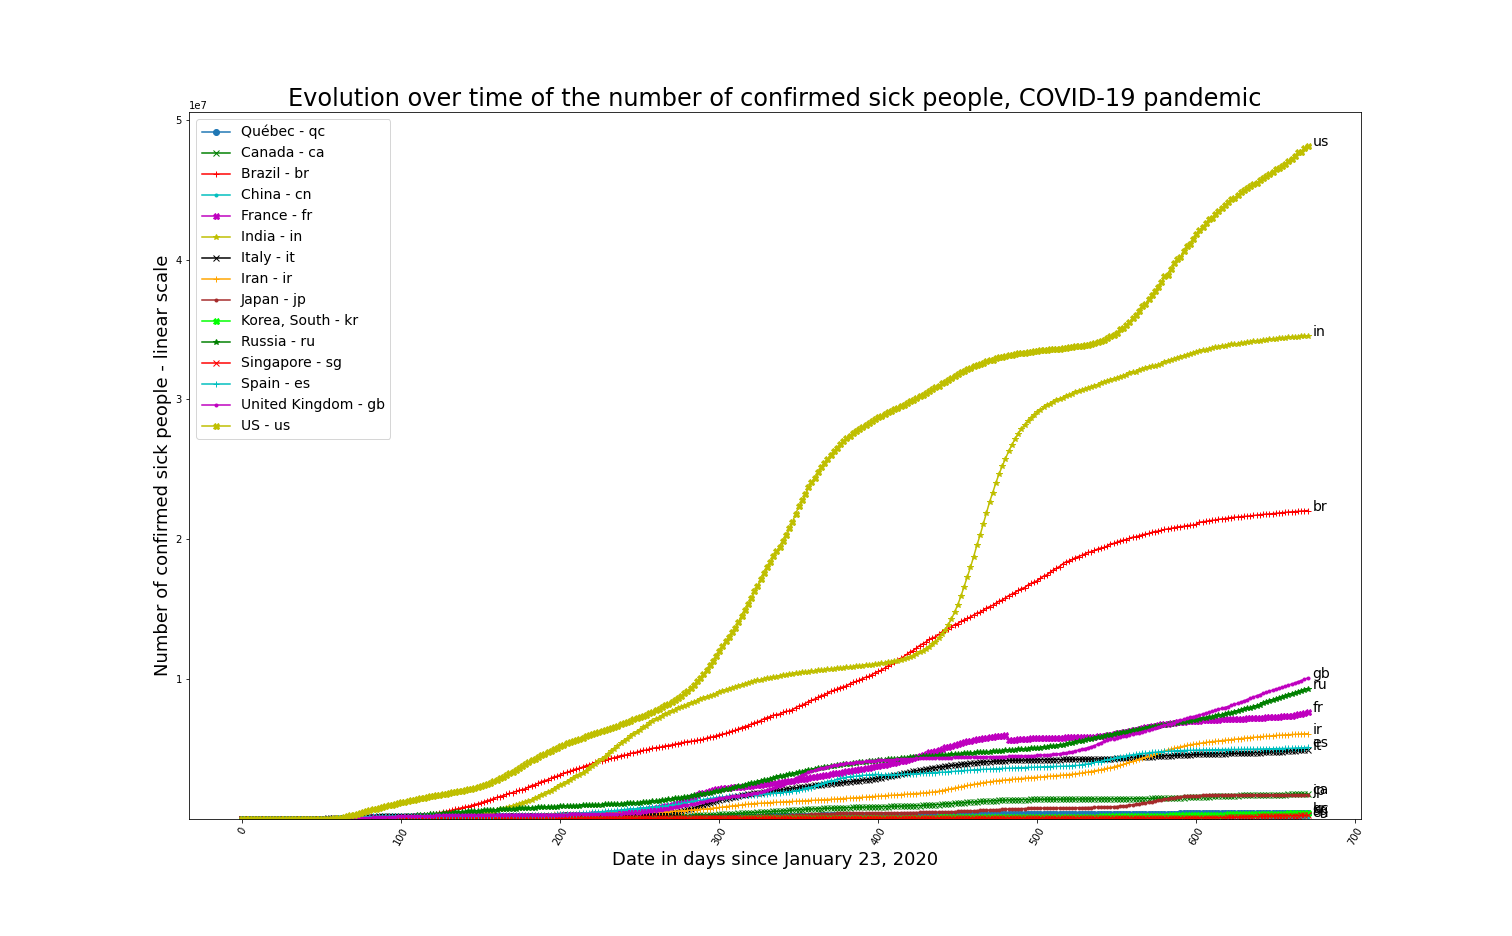 Evolution over time of the number of confirmed sick people, COVID-19 pandemic
1e7
5
4
3
2
1
Number of confirmed sick people - linear scale
Québec - qc
Canada - ca
Brazil - br
China - cn
France - fr
India - in
Italy - it
Iran - ir
Japan - jp
Korea, South - kr
Russia - ru
Singapore - sg
Spain - es
United Kingdom - gb
US - us
us
in
br
gb
ru
fr
ir
es
it
ca
jp
0
100
200
300
400
500
600
700
Date in days since January 23, 2020